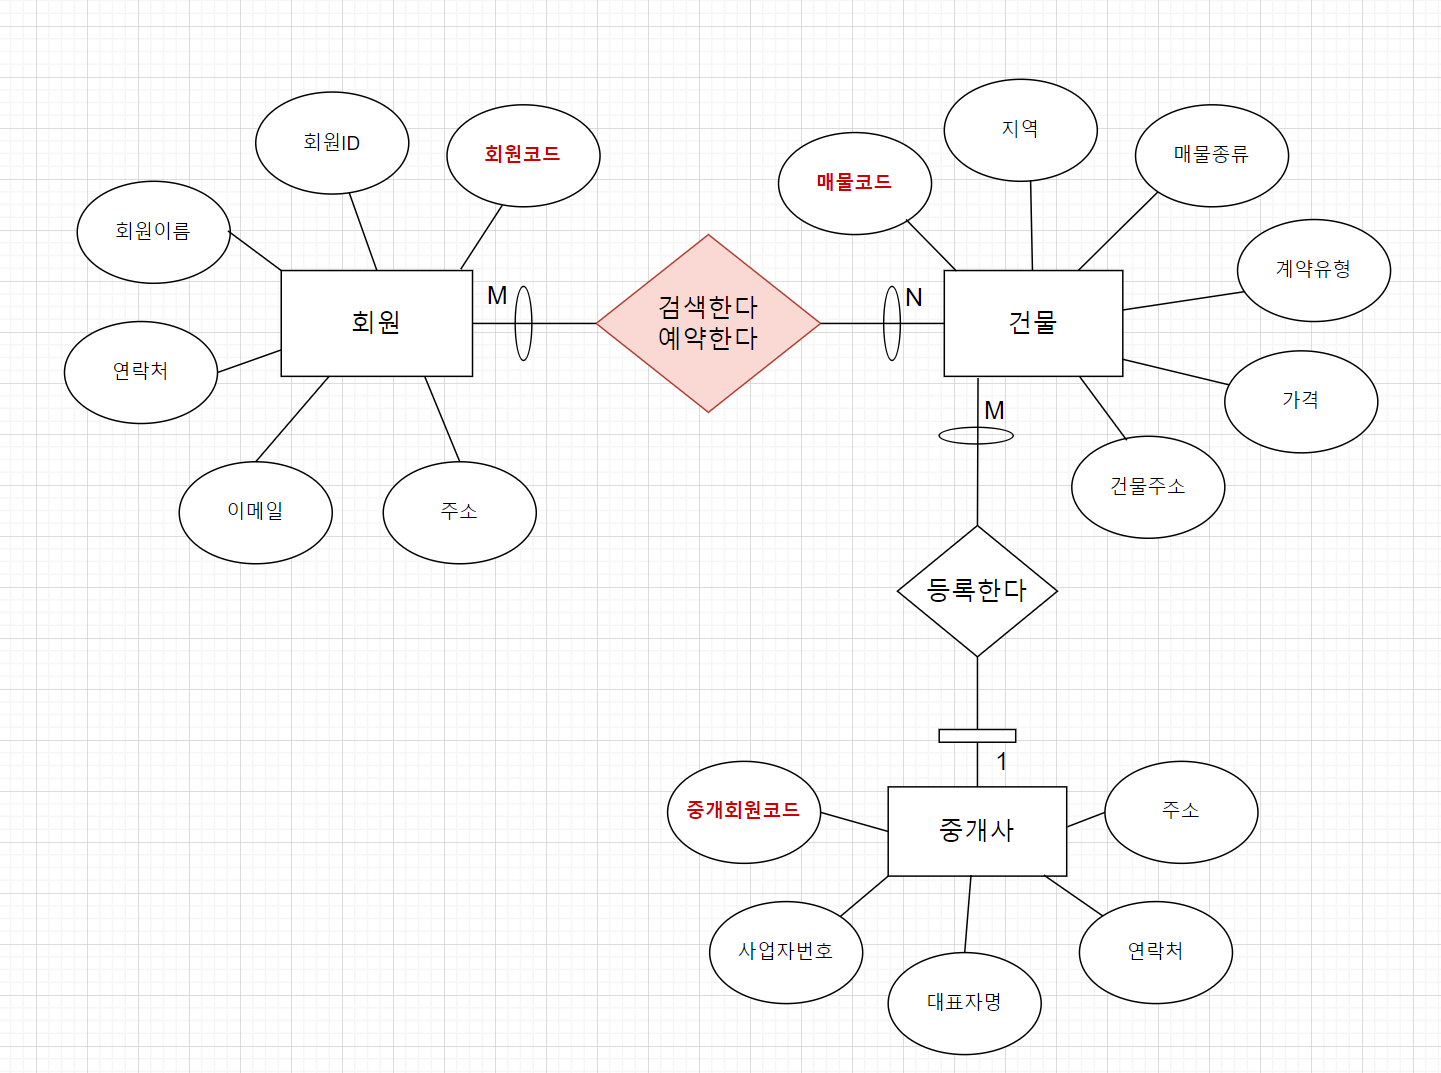 회원ID
회원코드
회원이름
연락처
이메일
주소
회원
M
검색한다
예약한다
N
매물코드
지역
매물종류
계약유형
가격
건물주소
건물
M
등록한다
1
중개회원코드
중개사
주소
사업자번호
대표자명
연락처